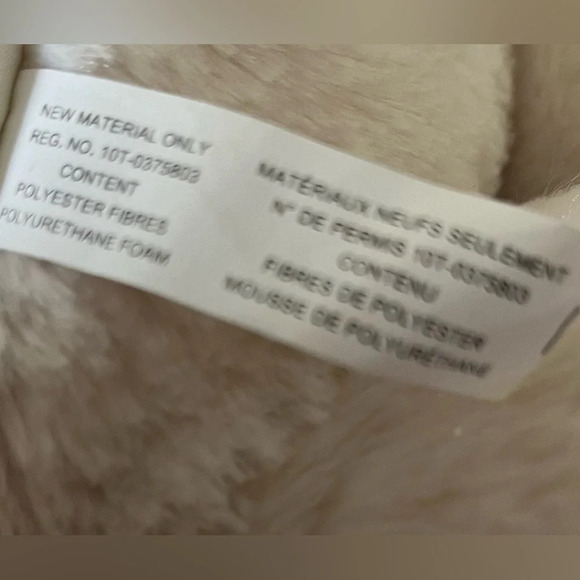 NEW MATERIAL ONLY
REG. NO. 10T-0375803
CONTENT
POLYESTER FIBRES
POLYURETHANE FOAM
MATÉRIAUX NEUFS SEULEMENT
N° DE PERMIS 10T-0375803
CONTENU
FIBRES DE POLYESTER
MOUSSE DE POLYURÉTHANE